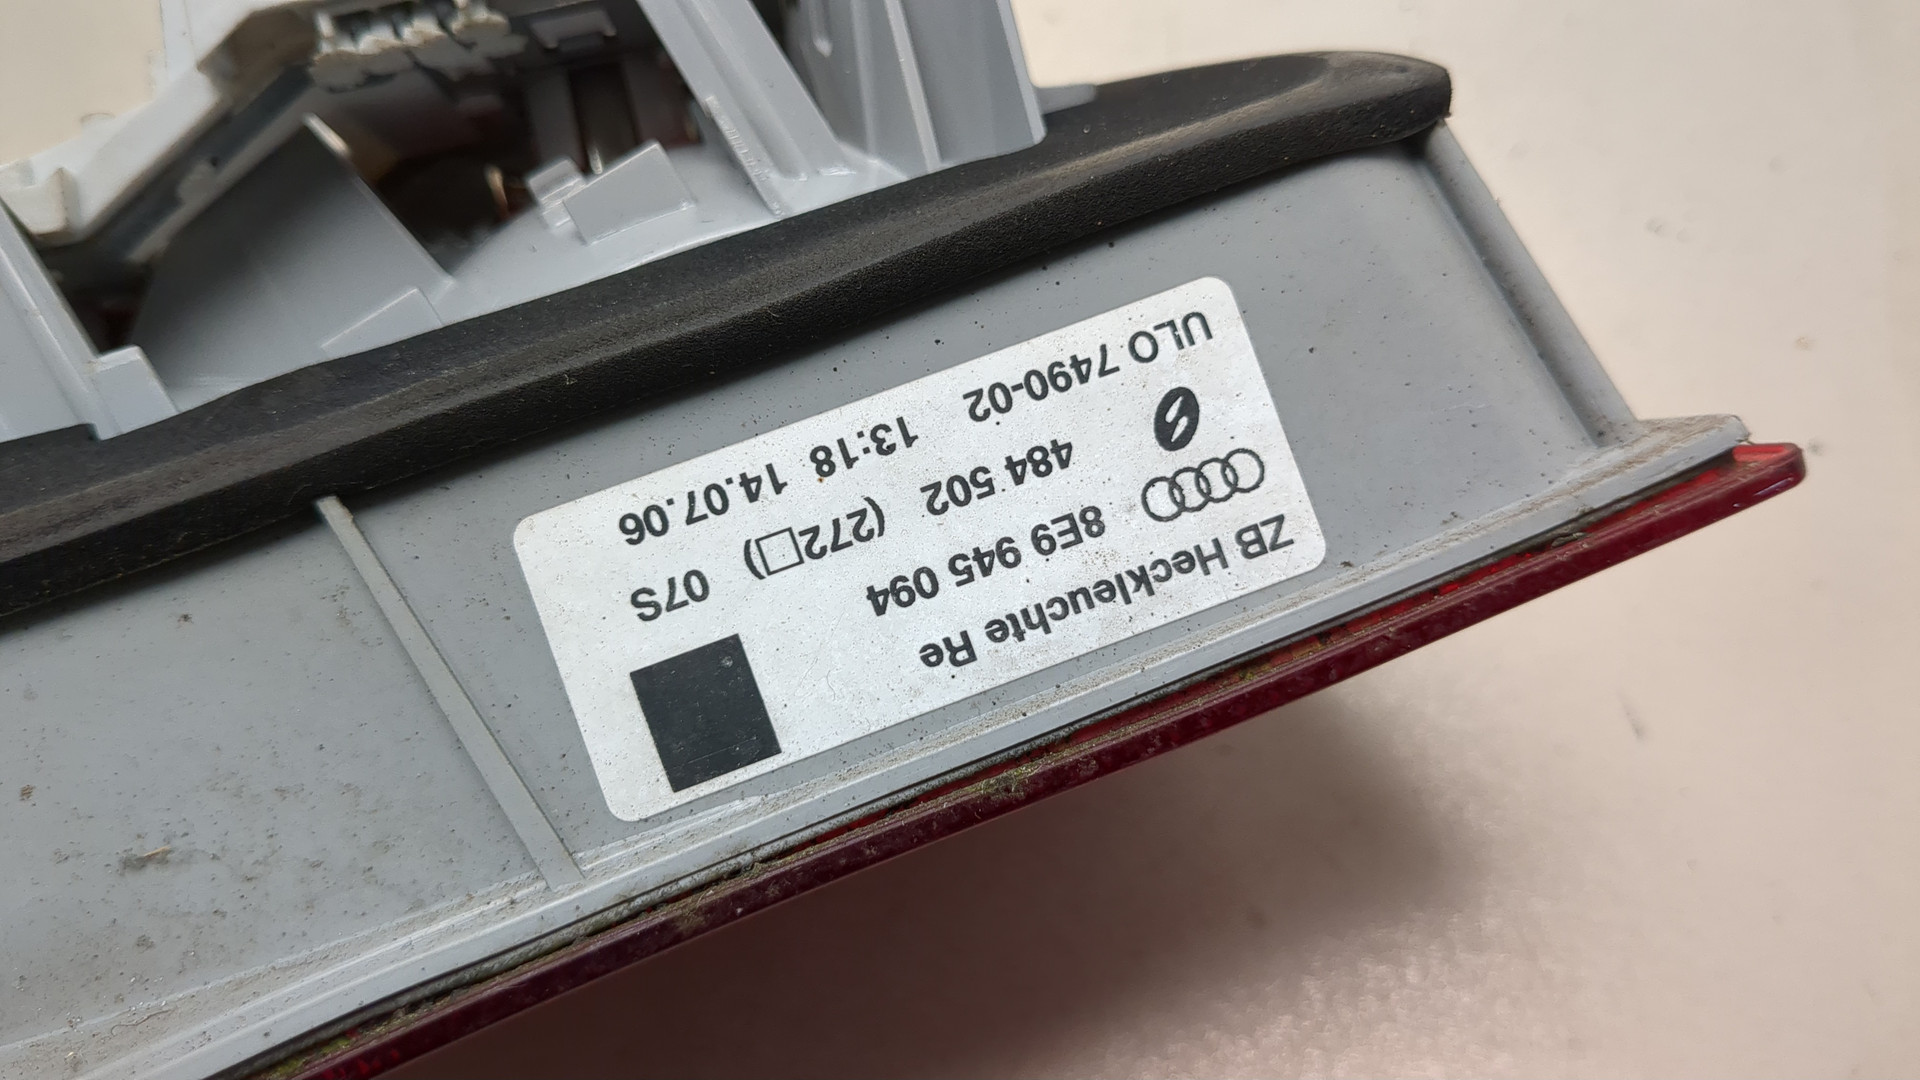 ZB Heckleuchte Re
8E9 945 094
484 502 (272□) 07S
ULO 7490-02 13:18 14.07.06